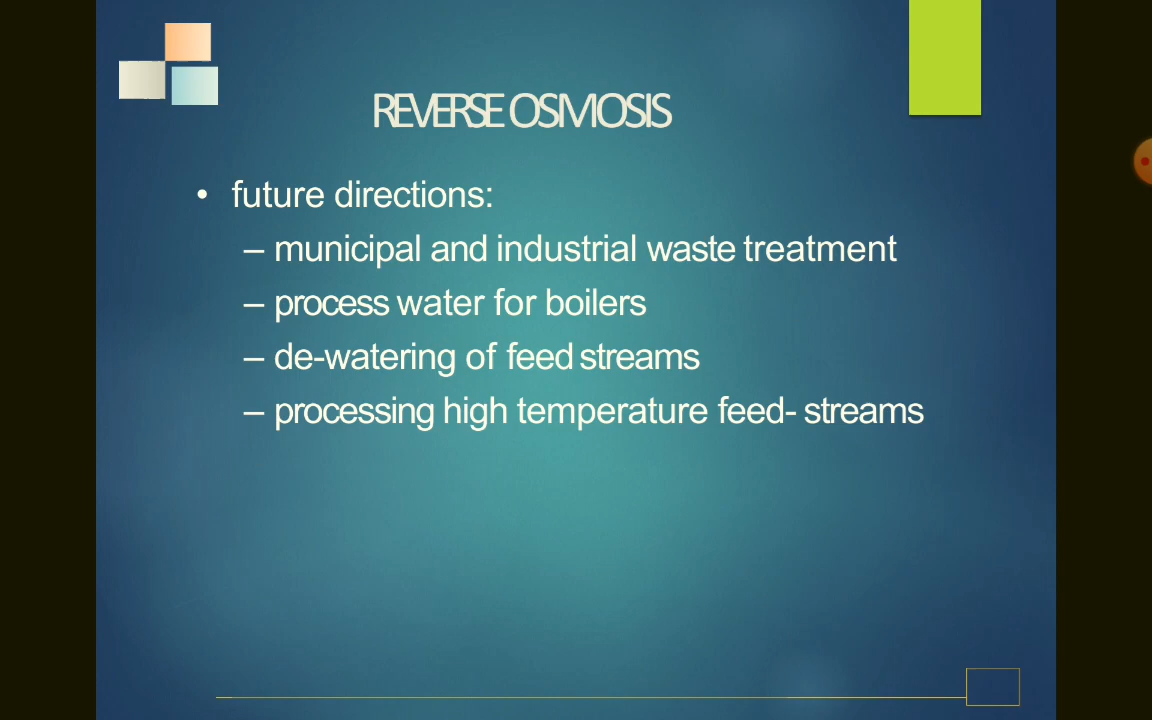 REVERSE OSMOSIS
• future directions:
– municipal and industrial waste treatment
– process water for boilers
– de-watering of feed streams
– processing high temperature feed- streams